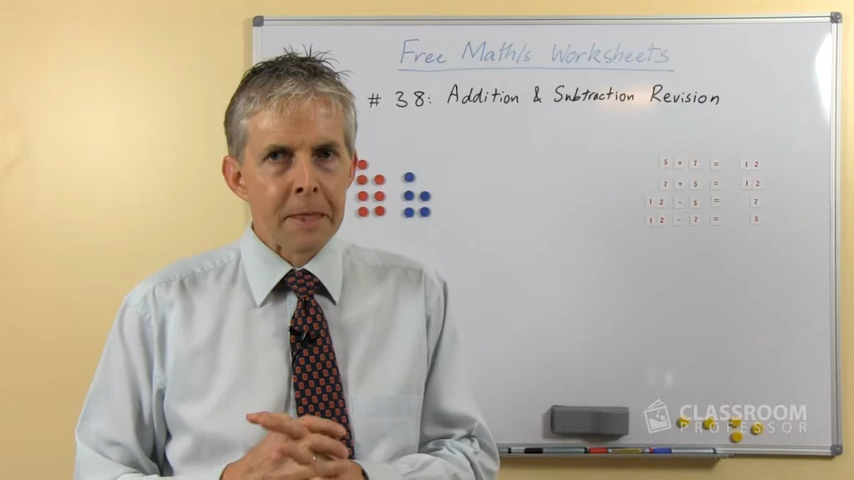 Free Math/s Worksheets
# 38: Addition & Subtraction Revision
5 + 7 = 12
7 + 5 = 12
12 - 5 = 7
12 - 7 = 5
CLASSROOM
PROFESSOR